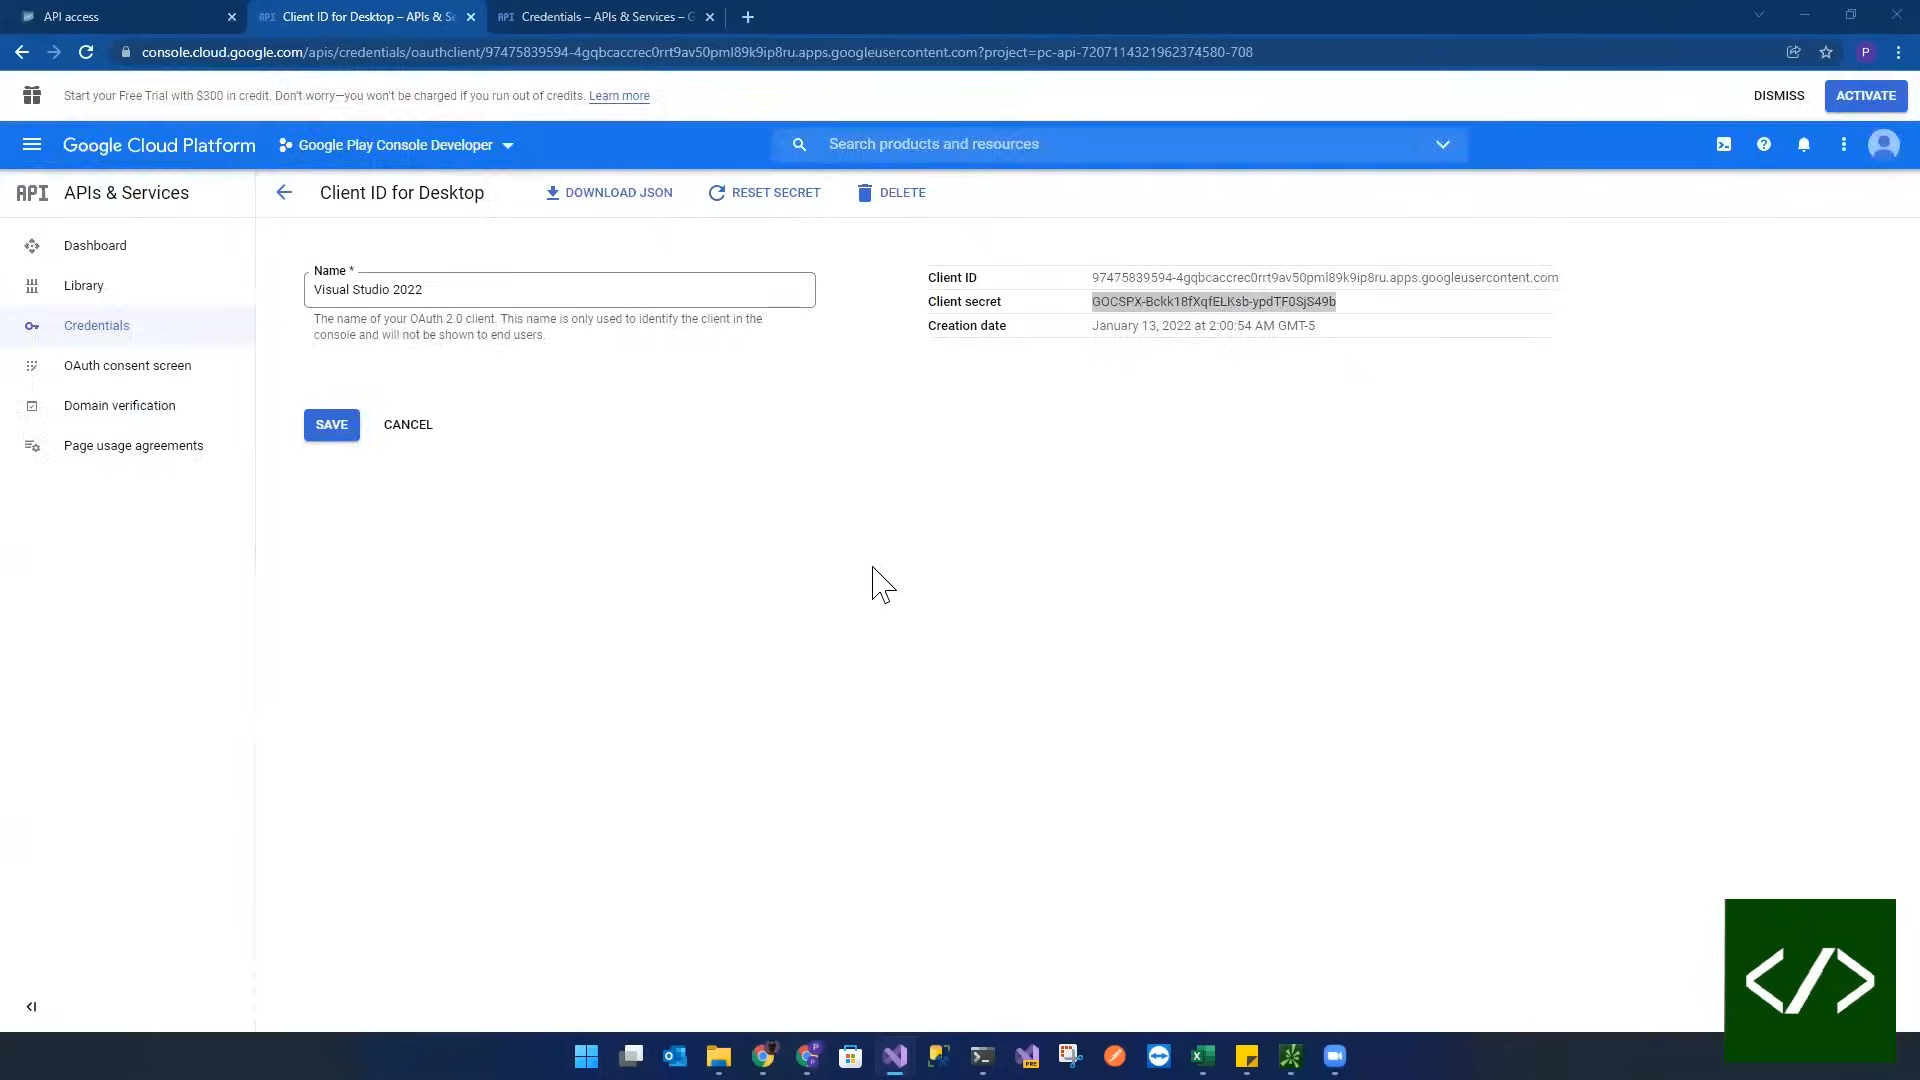 API access
Client ID for Desktop – APIs & Se
Credentials – APIs & Services – G
console.cloud.google.com/apis/credentials/oauthclient/97475839594-4gqbcaccrec0rrt9av50pml89k9ip8ru.apps.googleusercontent.com?project=pc-api-7207114321962374580-708
P
Start your Free Trial with $300 in credit. Don't worry—you won't be charged if you run out of credits. Learn more
DISMISS
ACTIVATE
Google Cloud Platform
Google Play Console Developer
Search products and resources
API APIs & Services
Client ID for Desktop
DOWNLOAD JSON
RESET SECRET
DELETE
Dashboard
Library
Credentials
OAuth consent screen
Domain verification
Page usage agreements
Name *
Visual Studio 2022
The name of your OAuth 2.0 client. This name is only used to identify the client in the
console and will not be shown to end users.
Client ID 97475839594-4gqbcaccrec0rrt9av50pml89k9ip8ru.apps.googleusercontent.com
Client secret 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
Creation date January 13, 2022 at 2:00:54 AM GMT-5
SAVE
CANCEL
</>